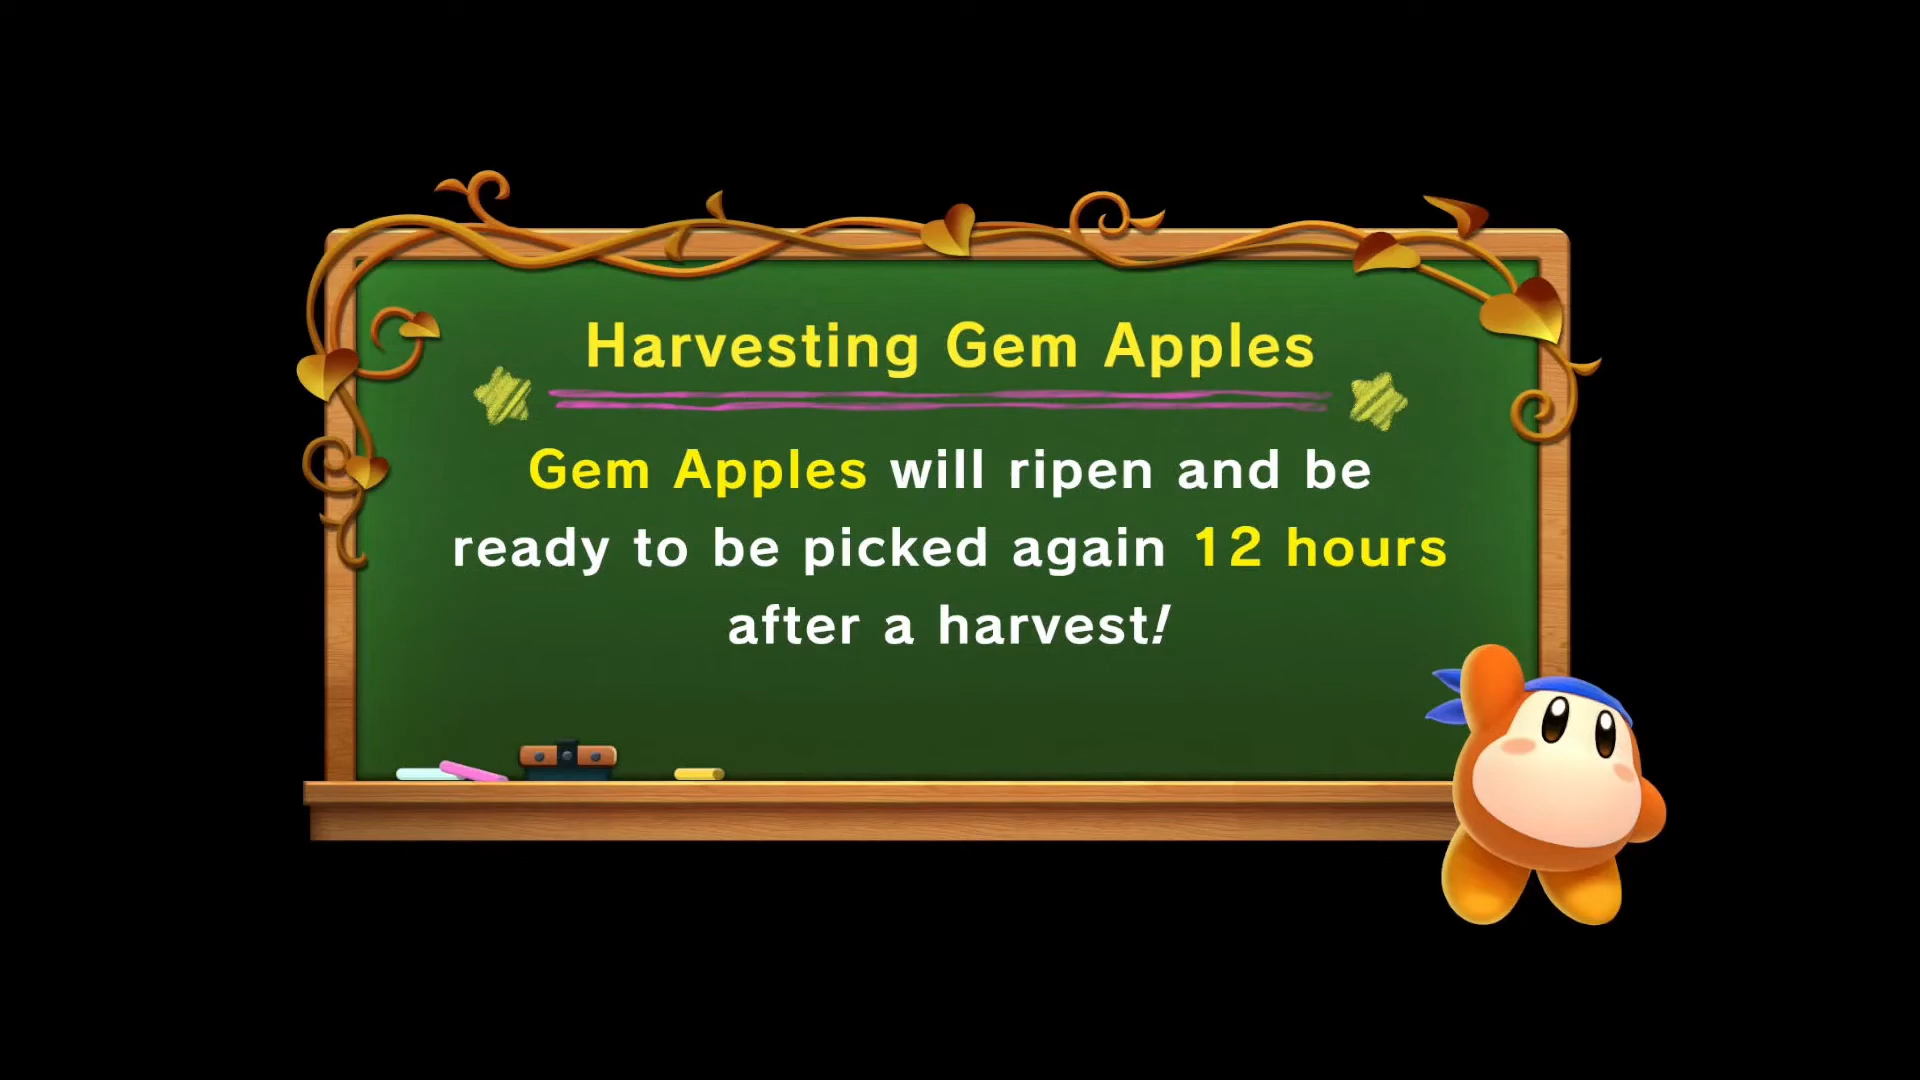 Harvesting Gem Apples
Gem Apples will ripen and be
ready to be picked again 12 hours
after a harvest!